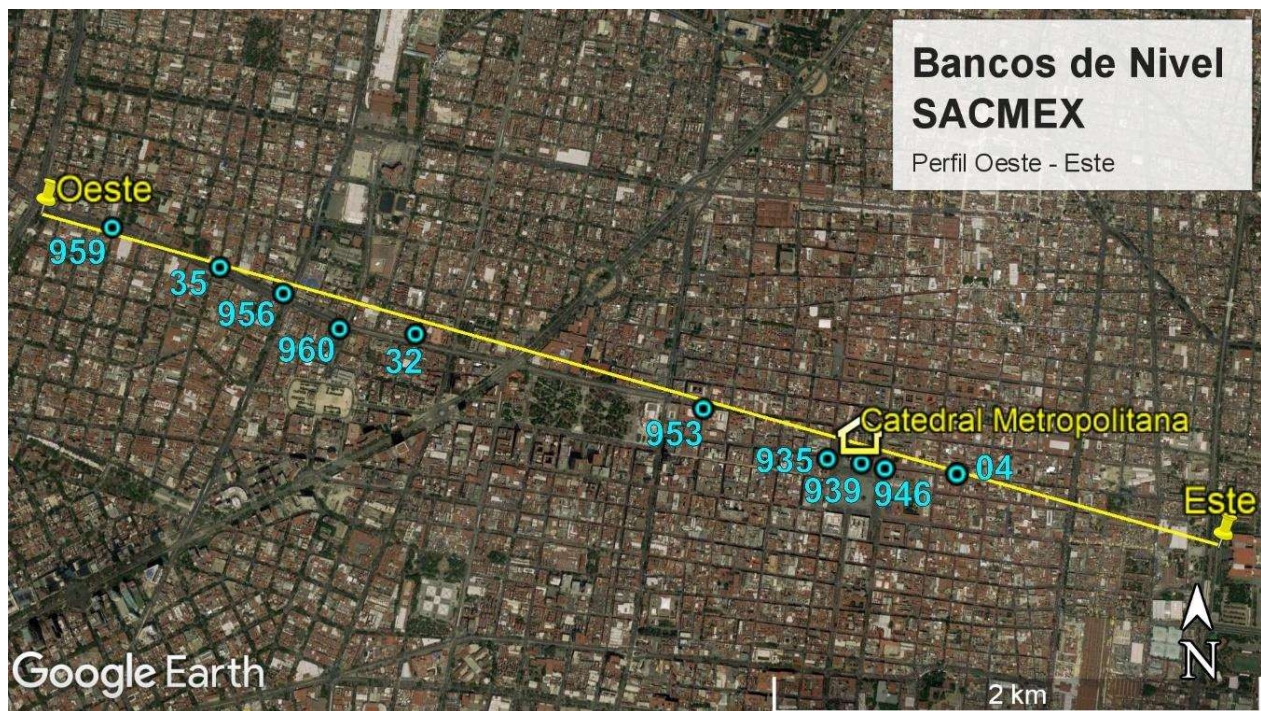 Bancos de Nivel
SACMEX
Perfil Oeste - Este
Oeste
959
35
956
960
32
953
Catedral Metropolitana
935
939
946
04
Este
N
Google Earth
2 km